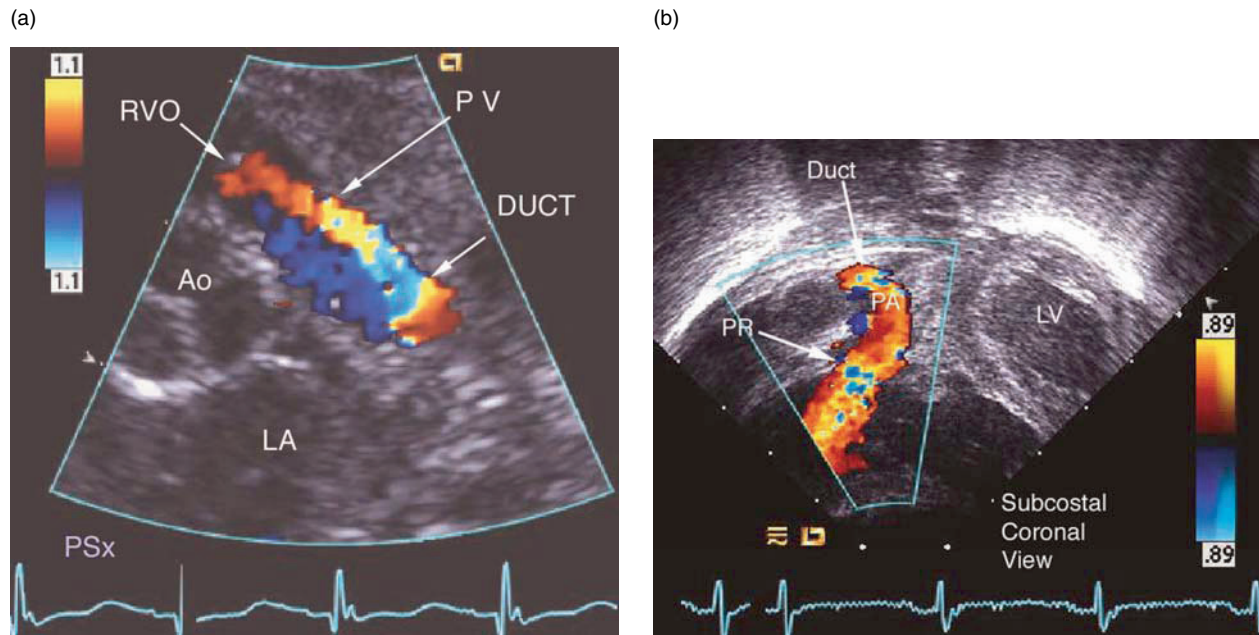 (a)
1.1
RVO
P V
DUCT
1.1
Ao
LA
PSx
(b)
Duct
PA
LV
PR
.89
Subcostal
Coronal
View
.89